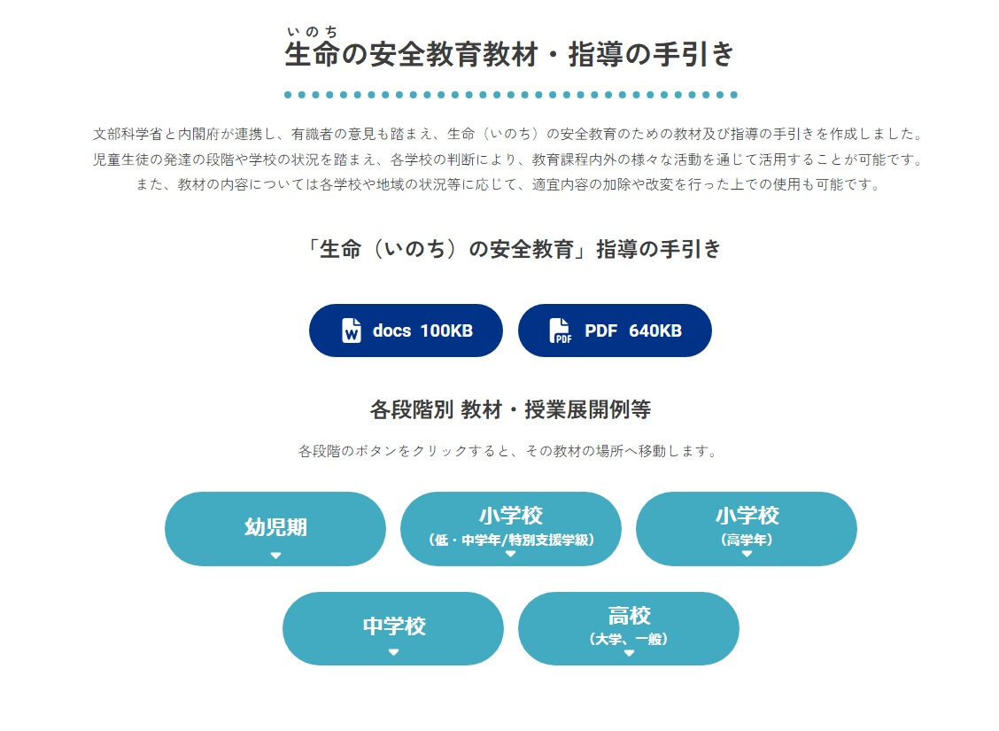 いのち
生命の安全教育教材・指導の手引き
文部科学省と内閣府が連携し、有識者の意見も踏まえ、生命（いのち）の安全教育のための教材及び指導の手引きを作成しました。
児童生徒の発達の段階や学校の状況を踏まえ、各学校の判断により、教育課程内外の様々な活動を通じて活用することが可能です。
また、教材の内容については各学校や地域の状況等に応じて、適宜内容の加除や改変を行った上での使用も可能です。
「生命（いのち）の安全教育」指導の手引き
W docs 100KB
PDF PDF 640KB
各段階別 教材・授業展開例等
各段階のボタンをクリックすると、その教材の場所へ移動します。
幼児期
小学校
（低・中学年/特別支援学級）
小学校
（高学年）
中学校
高校
（大学、一般）